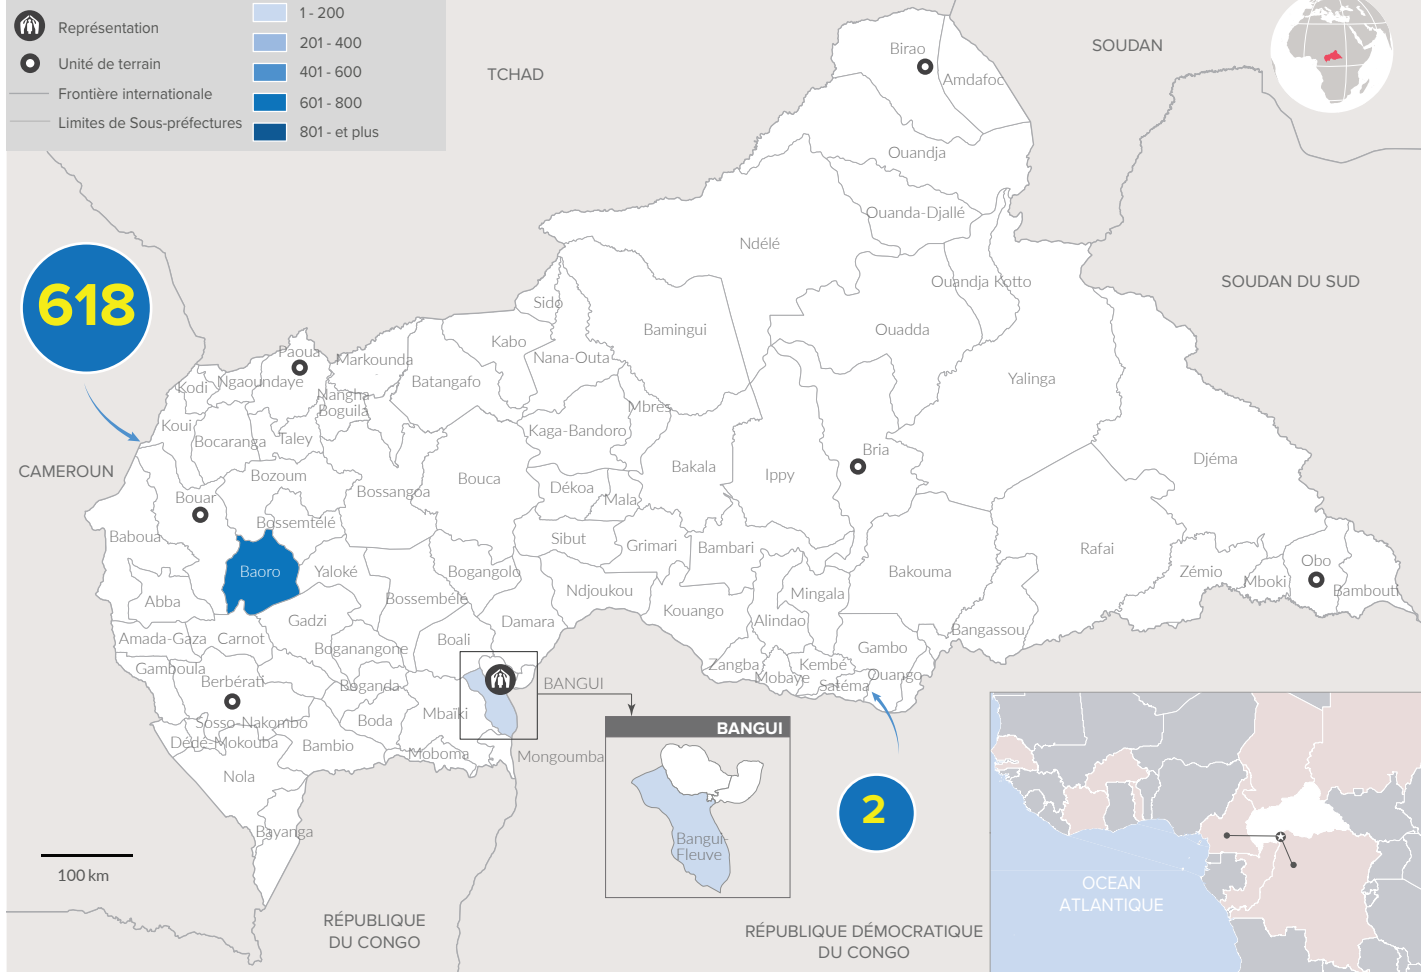 Représentation
Unité de terrain
Frontière internationale
Limites de Sous-préfectures
1 - 200
201 - 400
401 - 600
601 - 800
801 - et plus
TCHAD
SOUDAN
SOUDAN DU SUD
CAMEROUN
618
Birao
Amdafoc
Ouandja
Ouanda-Djallé
Ndélé
Ouandja Kotto
Ouadda
Sido
Bamingui
Kabo
Nana-Outa
Paoua
Markounda
Ngaoundaye
Kodi
Batangafo
Nangha
Boguila
Yalinga
Mbres
Koui
Bocaranga
Taley
Kaga-Bandoro
Bria
Djéma
Bozoum
Bossangoa
Bouca
Bakala
Ippy
Dékoa
Mala
Bouar
Bossemtélé
Baboua
Sibut
Grimari
Bambari
Rafai
Baoro
Yaloké
Bogangolo
Bakouma
Zémio
Mboki
Obo
Bambouti
Abba
Bossembélé
Ndjoukou
Mingala
Kouango
Gadzi
Damara
Alindao
Bangassou
Amada-Gaza
Carnot
Boganangone
Boali
Gambo
Gamboula
Berbérati
Zangba
Mobaye
Kembé
Satéma
Ouango
Boganda
BANGUI
Sosso-Nakombo
Boda
Mbaïki
Dédé-Mokouba
Bambio
Moboma
Mongoumba
Nola
Bayanga
BANGUI
Bangui-
Fleuve
2
100 km
RÉPUBLIQUE
DU CONGO
RÉPUBLIQUE DÉMOCRATIQUE
DU CONGO
OCEAN
ATLANTIQUE